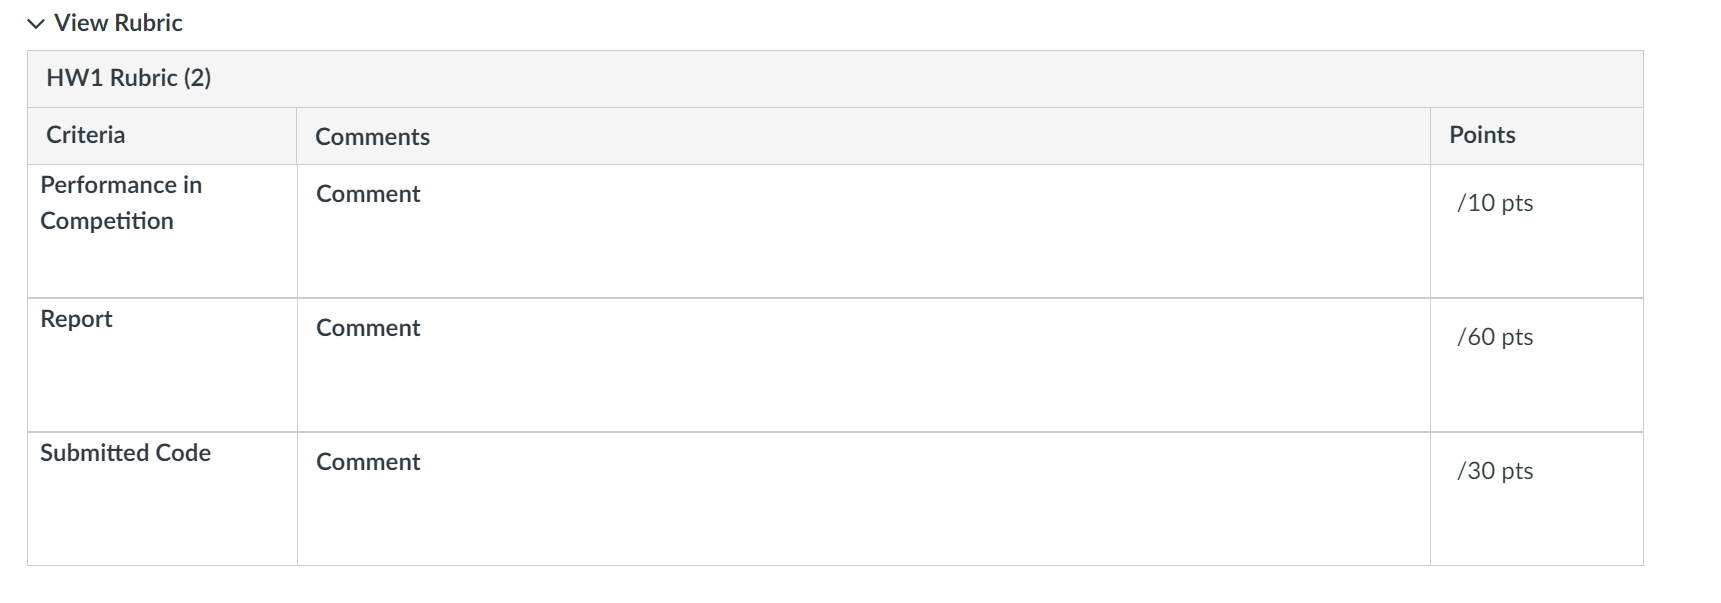 View Rubric
HW1 Rubric (2)
Criteria
Comments
Points
Performance in
Competition
Comment
/10 pts
Report
Comment
/60 pts
Submitted Code
Comment
/30 pts